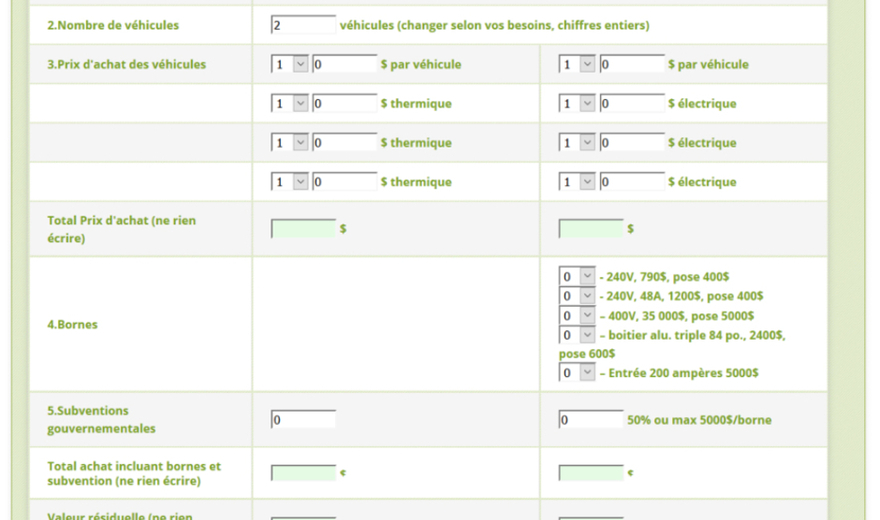 2.Nombre de véhicules 2 véhicules (changer selon vos besoins, chiffres entiers)
3.Prix d'achat des véhicules 1 0 $ par véhicule 1 0 $ par véhicule
1 0 $ thermique 1 0 $ électrique
1 0 $ thermique 1 0 $ électrique
1 0 $ thermique 1 0 $ électrique
Total Prix d'achat (ne rien
écrire) $ $
4.Bornes
0 - 240V, 790$, pose 400$
0 - 240V, 48A, 1200$, pose 400$
0 – 400V, 35 000$, pose 5000$
0 – boitier alu. triple 84 po., 2400$,
pose 600$
0 – Entrée 200 ampères 5000$
5.Subventions
gouvernementales 0 0 50% ou max 5000$/borne
Total achat incluant bornes et
subvention (ne rien écrire) ¢ ¢
Valeur résiduelle (ne rien